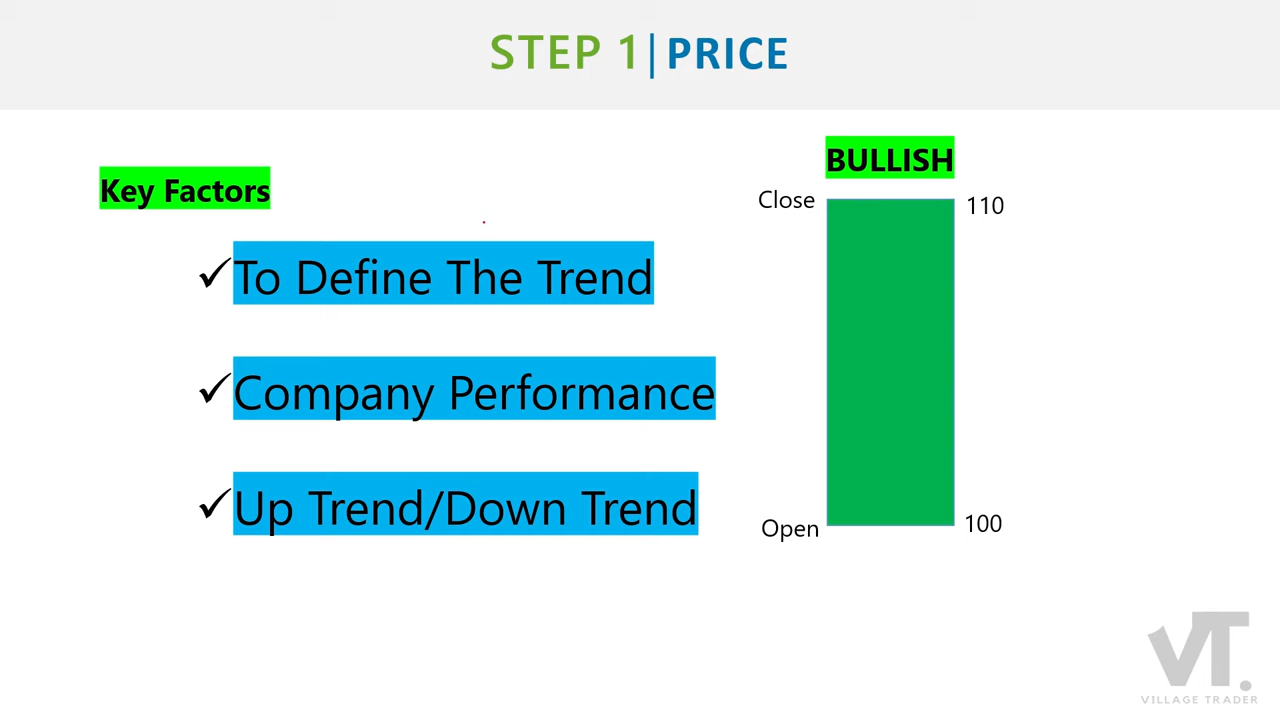 STEP 1|PRICE
Key Factors
✓To Define The Trend
✓Company Performance
✓Up Trend/Down Trend
BULLISH
Close
110
Open
100
VT.
VILLAGE TRADER